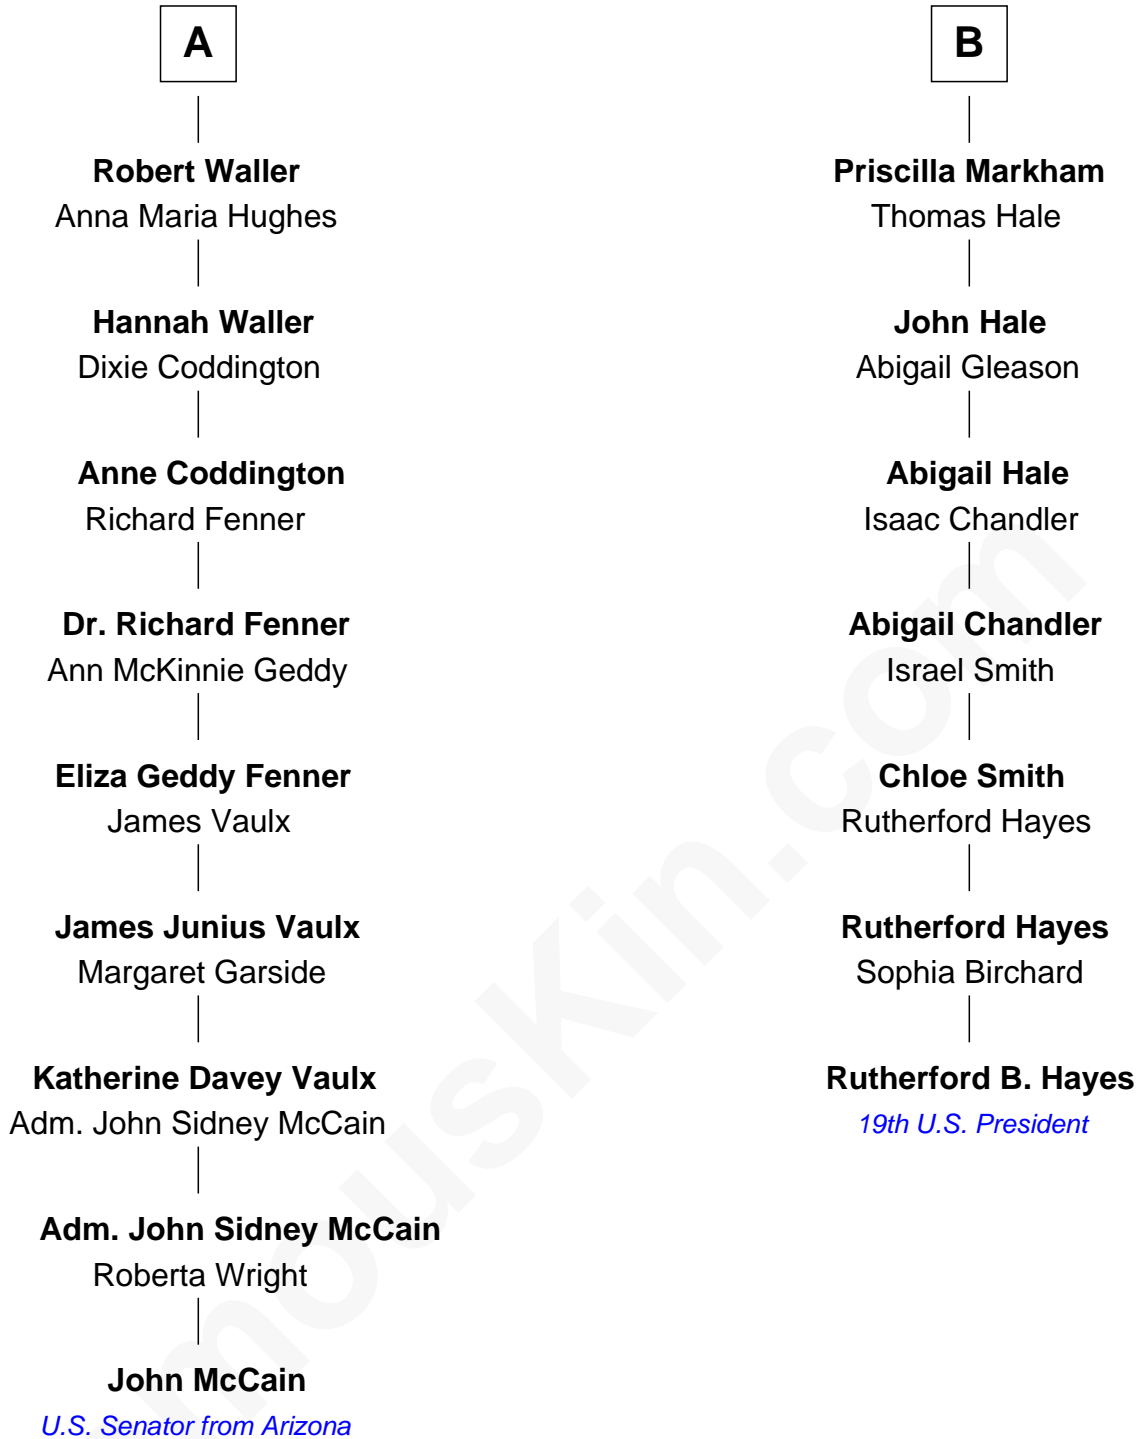 A
Robert Waller
Anna Maria Hughes
Hannah Waller
Dixie Coddington
Anne Coddington
Richard Fenner
Dr. Richard Fenner
Ann McKinnie Geddy
Eliza Geddy Fenner
James Vaulx
James Junius Vaulx
Margaret Garside
Katherine Davey Vaulx
Adm. John Sidney McCain
Adm. John Sidney McCain
Roberta Wright
John McCain
U.S. Senator from Arizona
B
Priscilla Markham
Thomas Hale
John Hale
Abigail Gleason
Abigail Hale
Isaac Chandler
Abigail Chandler
Israel Smith
Chloe Smith
Rutherford Hayes
Rutherford Hayes
Sophia Birchard
Rutherford B. Hayes
19th U.S. President
mousKin.com